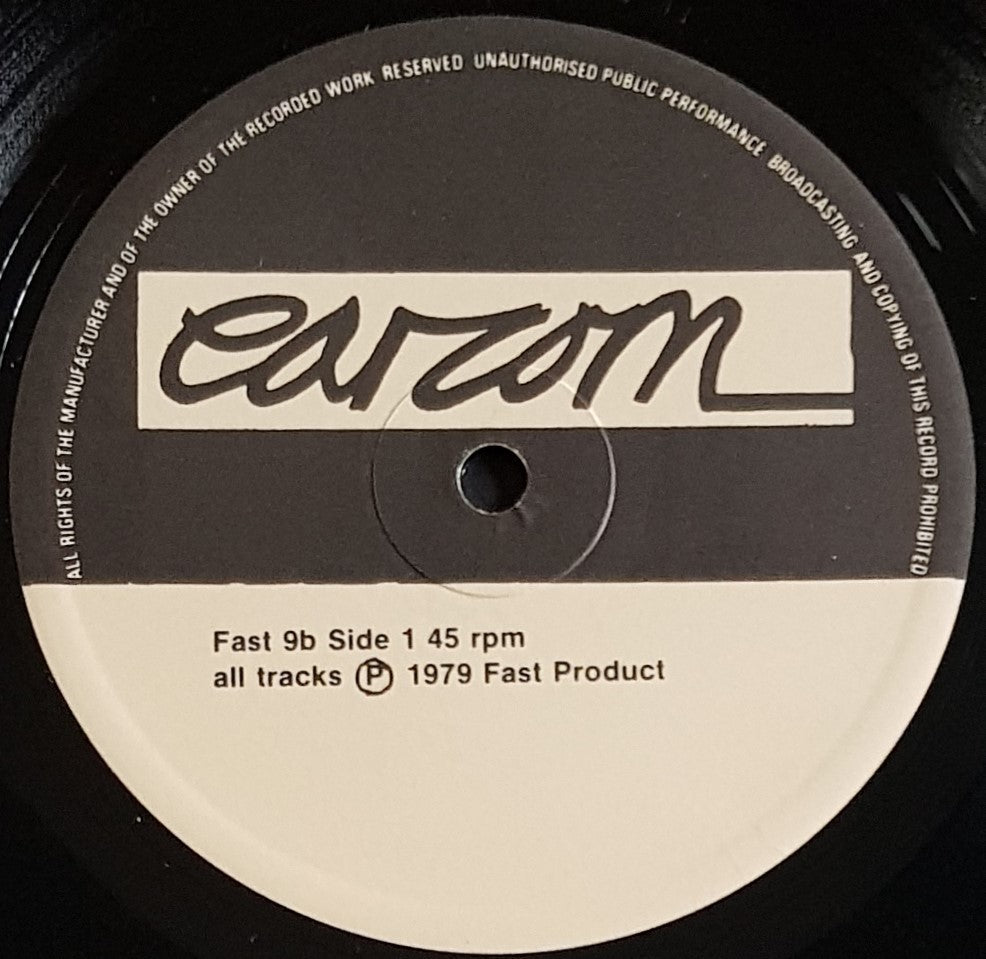 ALL RIGHTS OF THE MANUFACTURER AND OF THE OWNER OF THE RECORDED WORK RESERVED UNAUTHORISED PUBLIC PERFORMANCE BROADCASTING AND COPYING OF THIS RECORD PROHIBITED
earcom
Fast 9b Side 1 45 rpm
all tracks Ⓟ 1979 Fast Product